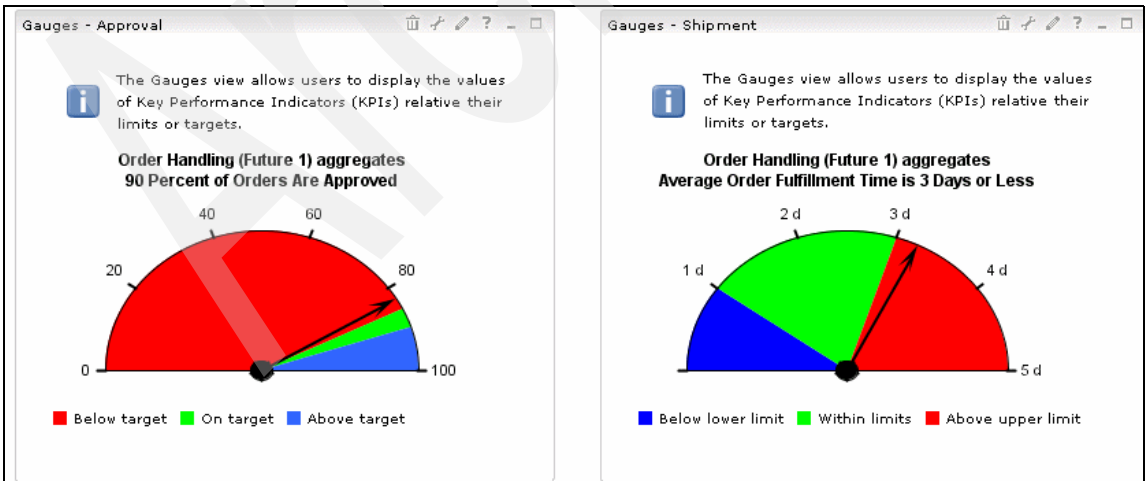 Gauges - Approval
The Gauges view allows users to display the values
of Key Performance Indicators (KPIs) relative their
limits or targets.
Order Handling (Future 1) aggregates
90 Percent of Orders Are Approved
0
20
40
60
80
100
Below target On target Above target
Gauges - Shipment
The Gauges view allows users to display the values
of Key Performance Indicators (KPIs) relative their
limits or targets.
Order Handling (Future 1) aggregates
Average Order Fulfillment Time is 3 Days or Less
1 d
2 d
3 d
4 d
5 d
Below lower limit Within limits Above upper limit